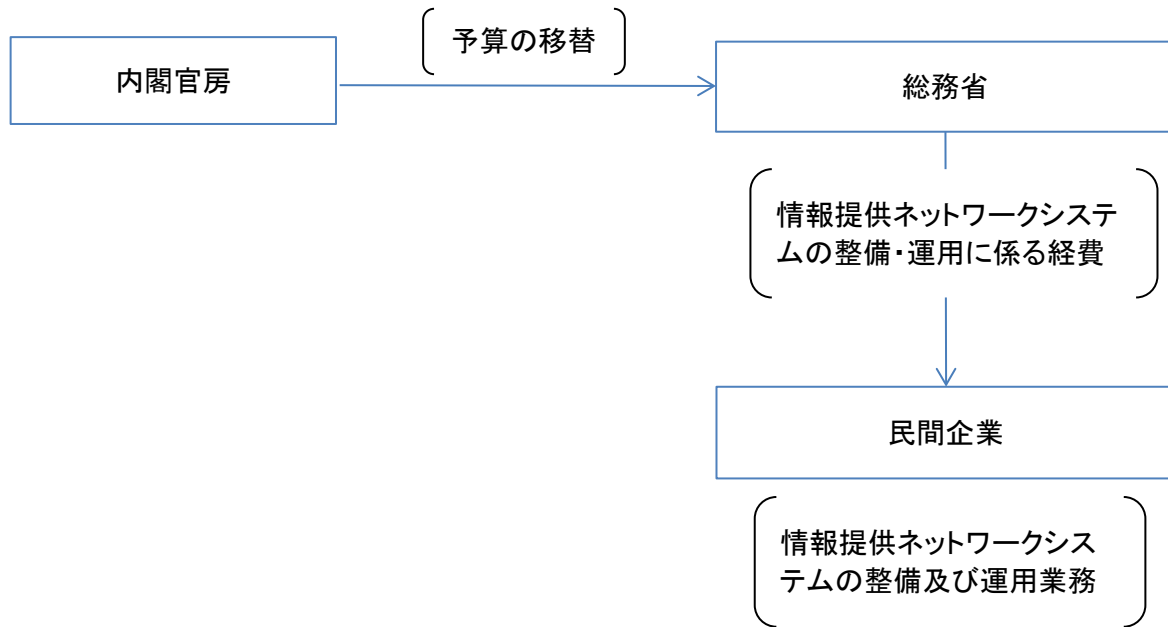 予算の移替
内閣官房
総務省
情報提供ネットワークシステ
ムの整備・運用に係る経費
民間企業
情報提供ネットワークシス
テムの整備及び運用業務